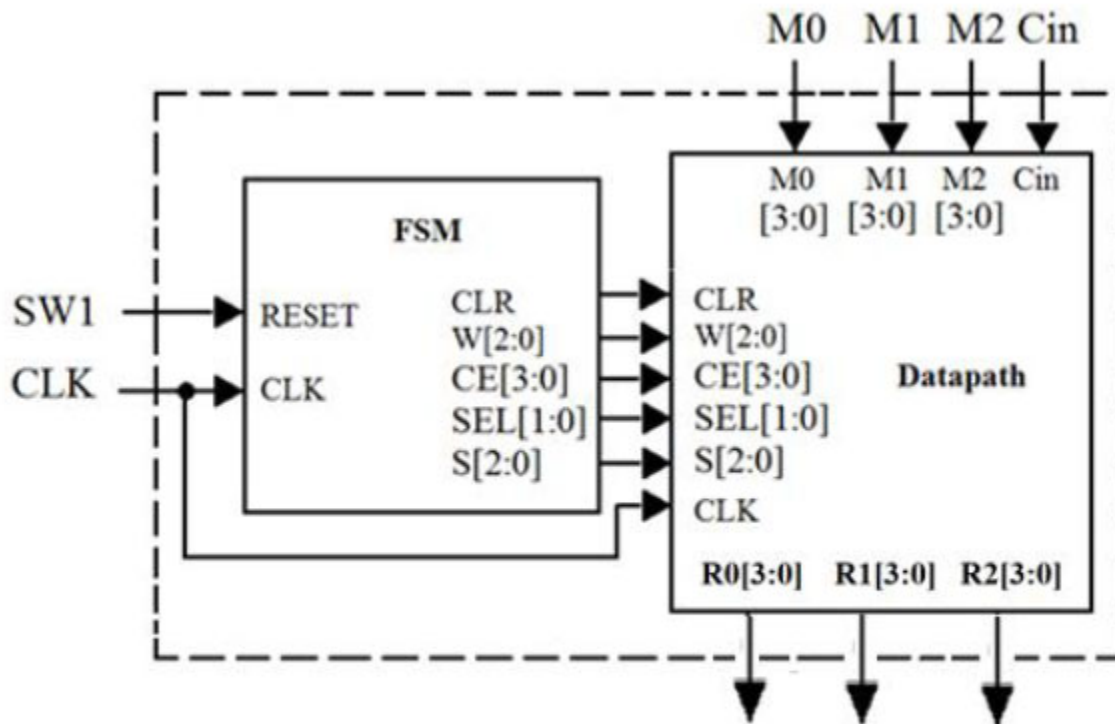 M0 M1 M2 Cin
M0 M1 M2 Cin
[3:0] [3:0] [3:0]
FSM
SW1
RESET
CLK
CLK
CLR
W[2:0]
CE[3:0]
SEL[1:0]
S[2:0]
CLR
W[2:0]
CE[3:0]
SEL[1:0]
S[2:0]
CLK
Datapath
R0[3:0] R1[3:0] R2[3:0]